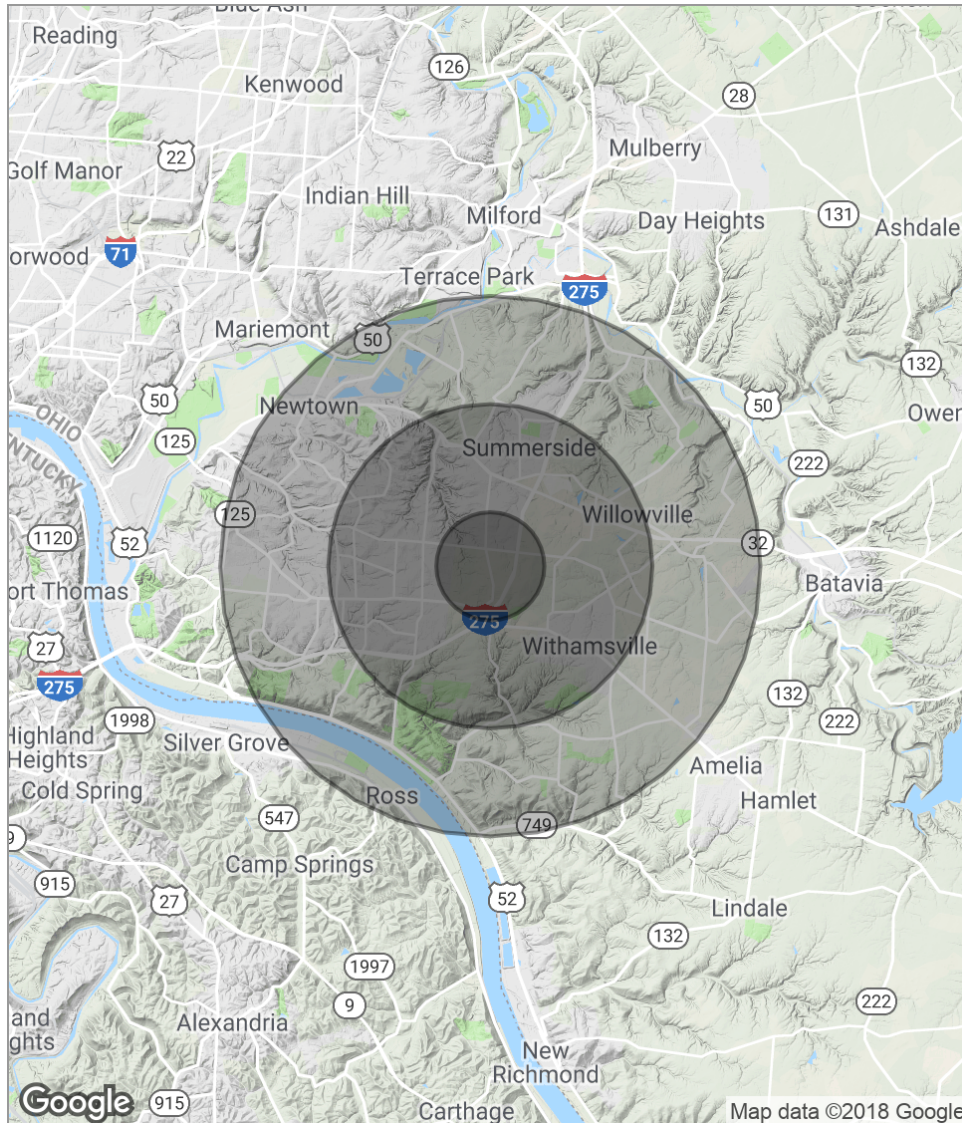 Blue Ash
Reading
126
Kenwood
28
22
Mulberry
Golf Manor
Indian Hill
Milford
Day Heights
131
Ashdale
71
orwood
Terrace Park
275
Mariemont
50
132
50
Newtown
50
Owen
OHIO
125
KENTUCKY
Summerside
222
125
Willowville
1120
52
32
ort Thomas
Batavia
275
27
Withamsville
275
132
1998
222
Highland
Heights
Silver Grove
Amelia
Cold Spring
Ross
Hamlet
547
749
9
Camp Springs
915
27
52
Lindale
132
1997
9
222
and
ghts
Alexandria
New
Richmond
Google
915
Carthage
Map data ©2018 Google